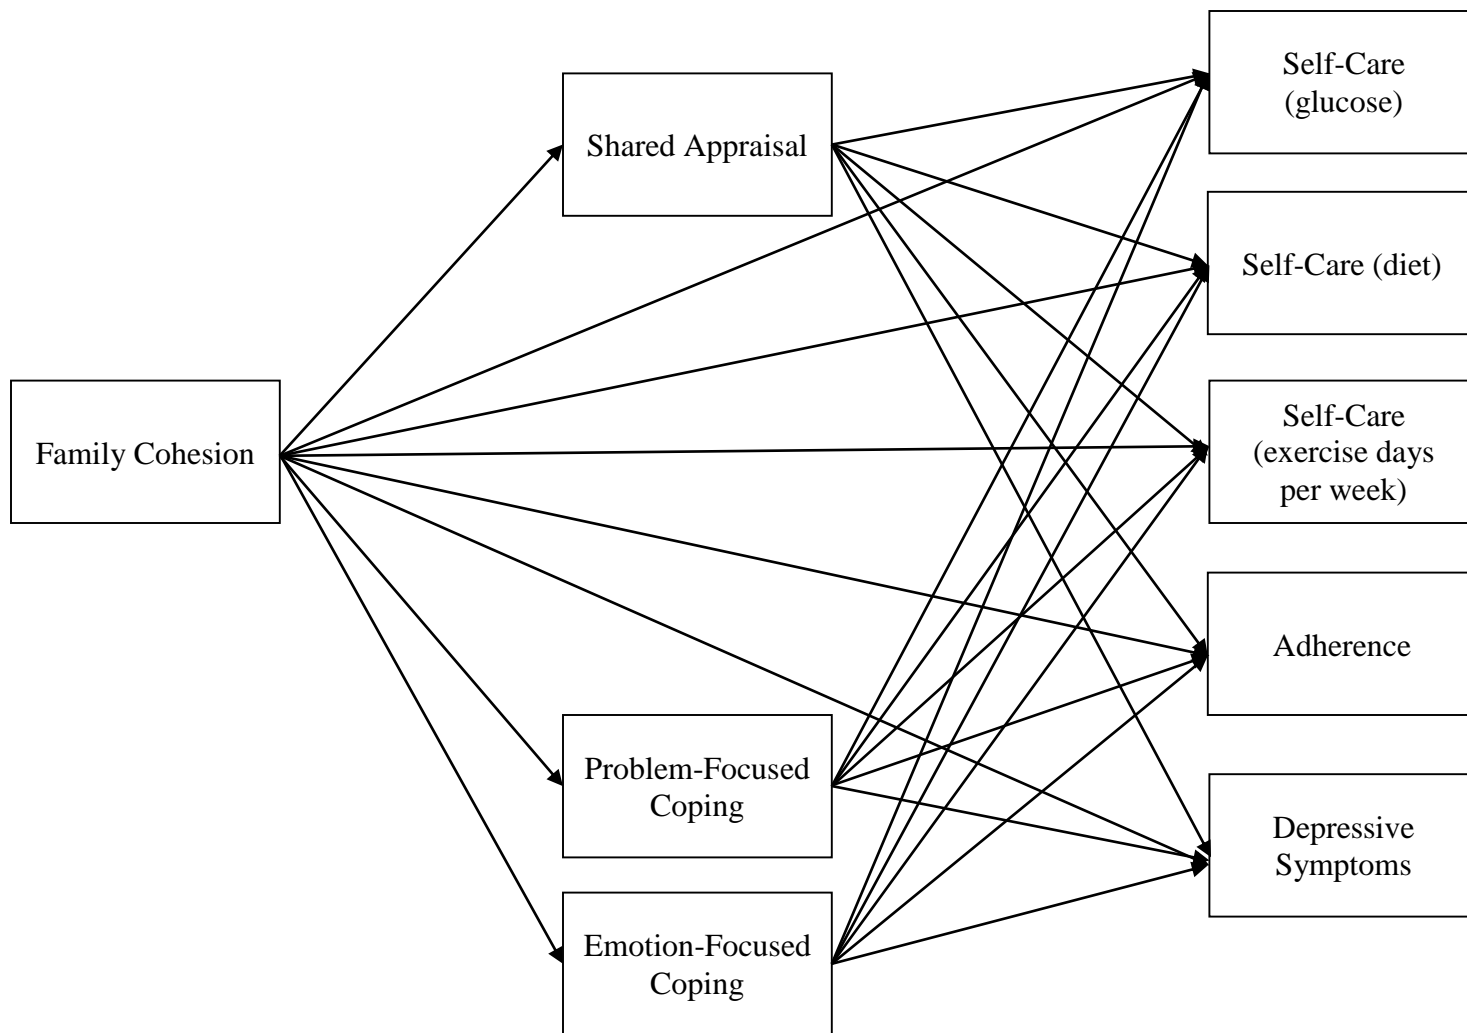 Self-Care
(glucose)
Shared Appraisal
Self-Care (diet)
Family Cohesion
Self-Care
(exercise days
per week)
Adherence
Problem-Focused
Coping
Depressive
Symptoms
Emotion-Focused
Coping